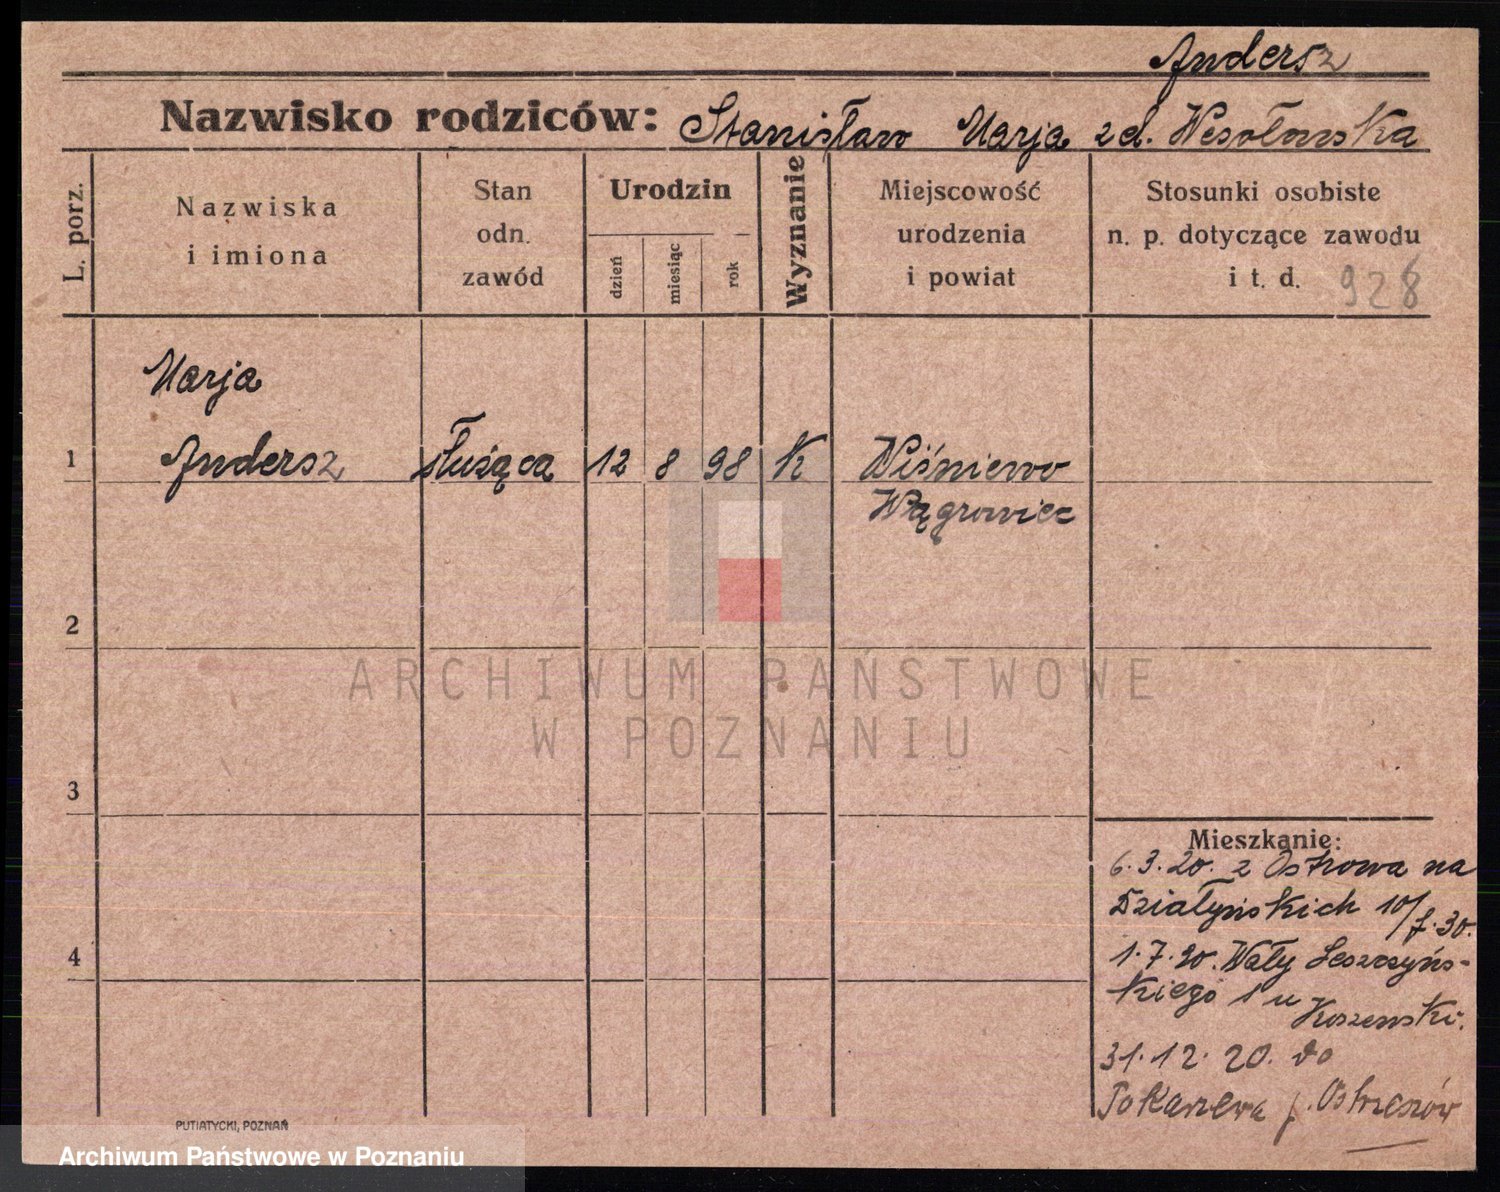 Andersz
Nazwisko rodziców: Stanisław Marja zd. Wesołowska
L. porz.
Nazwiska
i imiona
Stan
odn.
zawód
Urodzin
dzień
miesiąc
rok
Wyznanie
Miejscowość
urodzenia
i powiat
Stosunki osobiste
n. p. dotyczące zawodu
i t. d. 928
Marja
1 Andersz służąca 12 8 98 K Wiśniewo
Wągrowiec
2
ARCHIWUM PAŃSTWOWE
W POZNANIU
3
Mieszkanie:
6.3.20. z Ostrowa na
Działyńskich 10/f.30.
4
1.7.20. Wały Leszczyń-
kiego 1 u
Koszewski.
31.12.20. do
p. Ostrzeszów
PUTIATYCKI, POZNAŃ
Archiwum Państwowe w Poznaniu